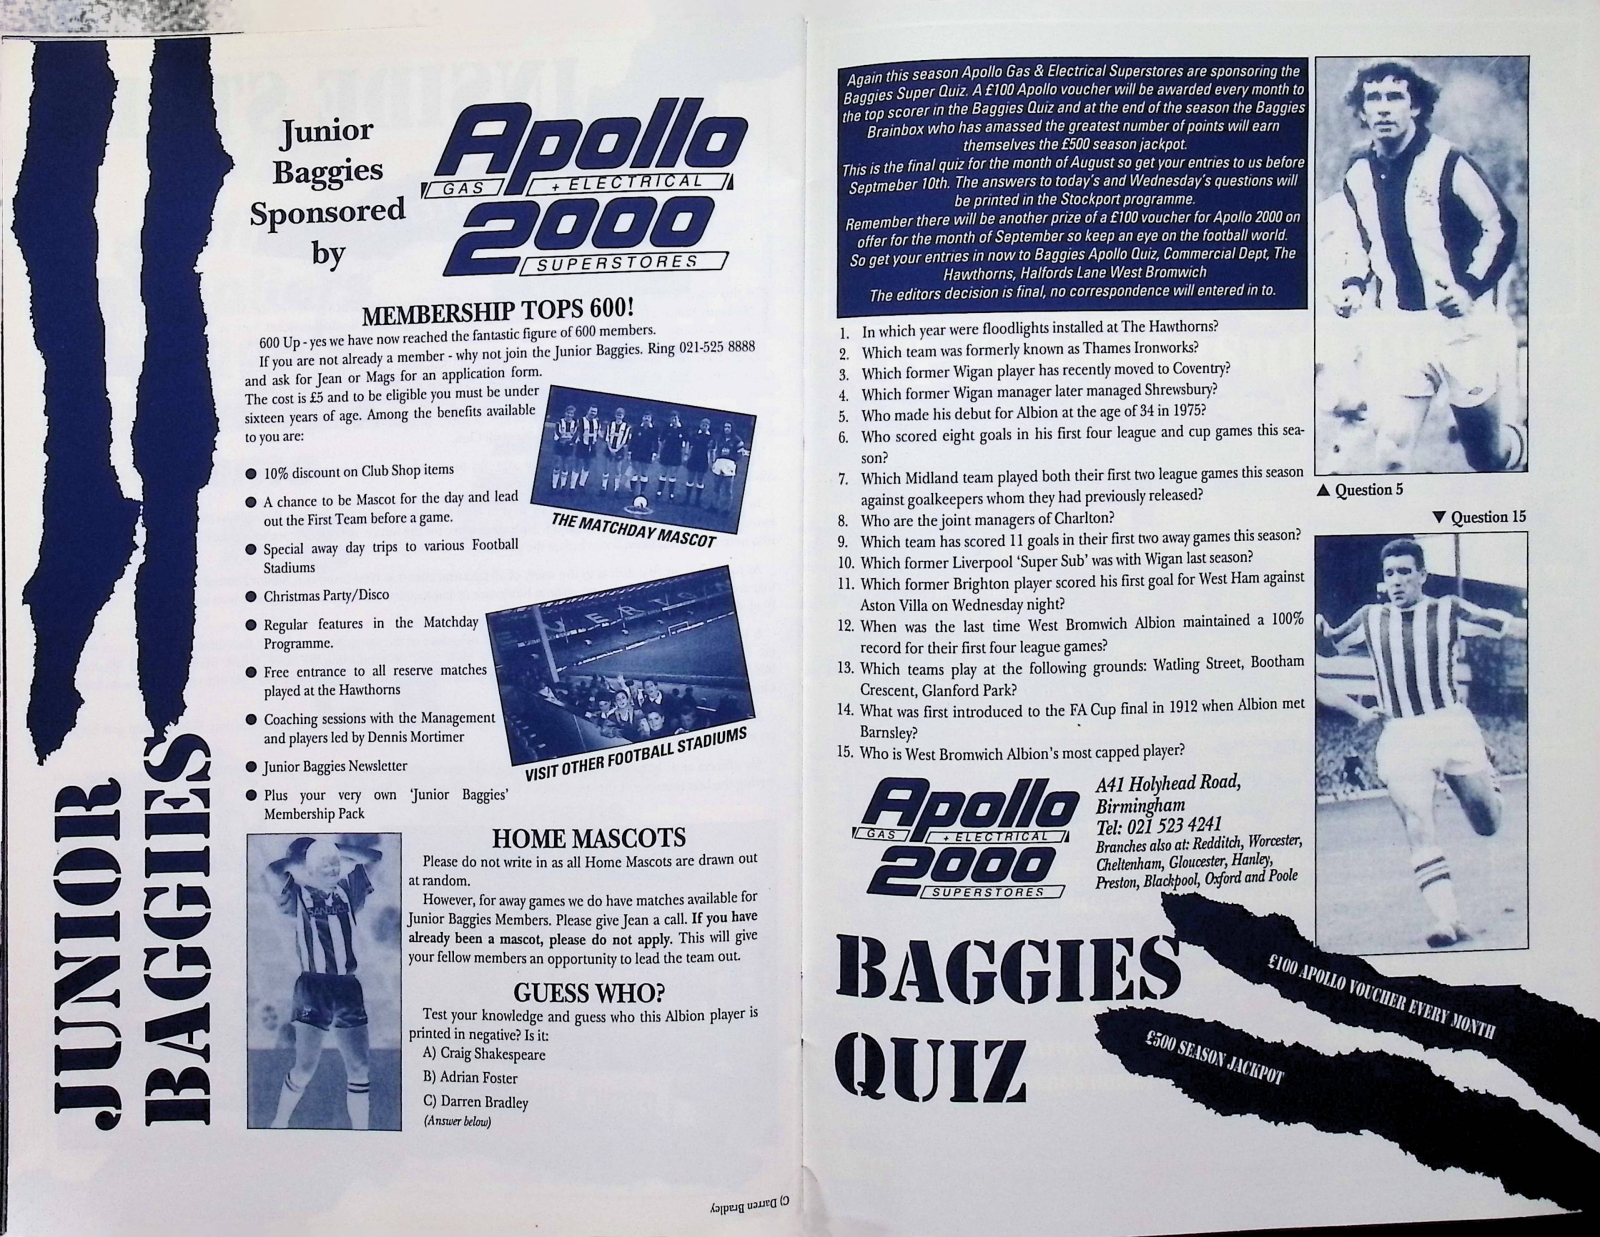 JUNIOR
BAGGIES
Junior
Baggies
Sponsored
by
Apollo
GAS + ELECTRICAL
2000
SUPERSTORES
MEMBERSHIP TOPS 600!
600 Up - yes we have now reached the fantastic figure of 600 members.
If you are not already a member - why not join the Junior Baggies. Ring 021-525 8888
and ask for Jean or Mags for an application form.
The cost is £5 and to be eligible you must be under
sixteen years of age. Among the benefits available
to you are:
● 10% discount on Club Shop items
● A chance to be Mascot for the day and lead
out the First Team before a game.
● Special away day trips to various Football
Stadiums
● Christmas Party/Disco
● Regular features in the Matchday
Programme.
● Free entrance to all reserve matches
played at the Hawthorns
● Coaching sessions with the Management
and players led by Dennis Mortimer
● Junior Baggies Newsletter
● Plus your very own 'Junior Baggies'
Membership Pack
THE MATCHDAY MASCOT
VISIT OTHER FOOTBALL STADIUMS
HOME MASCOTS
Please do not write in as all Home Mascots are drawn out
at random.
However, for away games we do have matches available for
Junior Baggies Members. Please give Jean a call. If you have
already been a mascot, please do not apply. This will give
your fellow members an opportunity to lead the team out.
GUESS WHO?
Test your knowledge and guess who this Albion player is
printed in negative? Is it:
A) Craig Shakespeare
B) Adrian Foster
C) Darren Bradley
(Answer below)
C) Darren Bradley
Again this season Apollo Gas & Electrical Superstores are sponsoring the
Baggies Super Quiz. A £100 Apollo voucher will be awarded every month to
the top scorer in the Baggies Quiz and at the end of the season the Baggies
Brainbox who has amassed the greatest number of points will earn
themselves the £500 season jackpot.
This is the final quiz for the month of August so get your entries to us before
Septmeber 10th. The answers to today's and Wednesday's questions will
be printed in the Stockport programme.
Remember there will be another prize of a £100 voucher for Apollo 2000 on
offer for the month of September so keep an eye on the football world.
So get your entries in now to Baggies Apollo Quiz, Commercial Dept, The
Hawthorns, Halfords Lane West Bromwich
The editors decision is final, no correspondence will entered in to.
1. In which year were floodlights installed at The Hawthorns?
2. Which team was formerly known as Thames Ironworks?
3. Which former Wigan player has recently moved to Coventry?
4. Which former Wigan manager later managed Shrewsbury?
5. Who made his debut for Albion at the age of 34 in 1975?
6. Who scored eight goals in his first four league and cup games this sea-
son?
7. Which Midland team played both their first two league games this season
against goalkeepers whom they had previously released?
8. Who are the joint managers of Charlton?
9. Which team has scored 11 goals in their first two away games this season?
10. Which former Liverpool 'Super Sub' was with Wigan last season?
11. Which former Brighton player scored his first goal for West Ham against
Aston Villa on Wednesday night?
12. When was the last time West Bromwich Albion maintained a 100%
record for their first four league games?
13. Which teams play at the following grounds: Watling Street, Bootham
Crescent, Glanford Park?
14. What was first introduced to the FA Cup final in 1912 when Albion met
Barnsley?
15. Who is West Bromwich Albion's most capped player?
▲ Question 5
▼ Question 15
Apollo
GAS + ELECTRICAL
2000
SUPERSTORES
A41 Holyhead Road,
Birmingham
Tel: 021 523 4241
Branches also at: Redditch, Worcester,
Cheltenham, Gloucester, Hanley,
Preston, Blackpool, Oxford and Poole
BAGGIES
QUIZ
£100 APOLLO VOUCHER EVERY MONTH
£500 SEASON JACKPOT